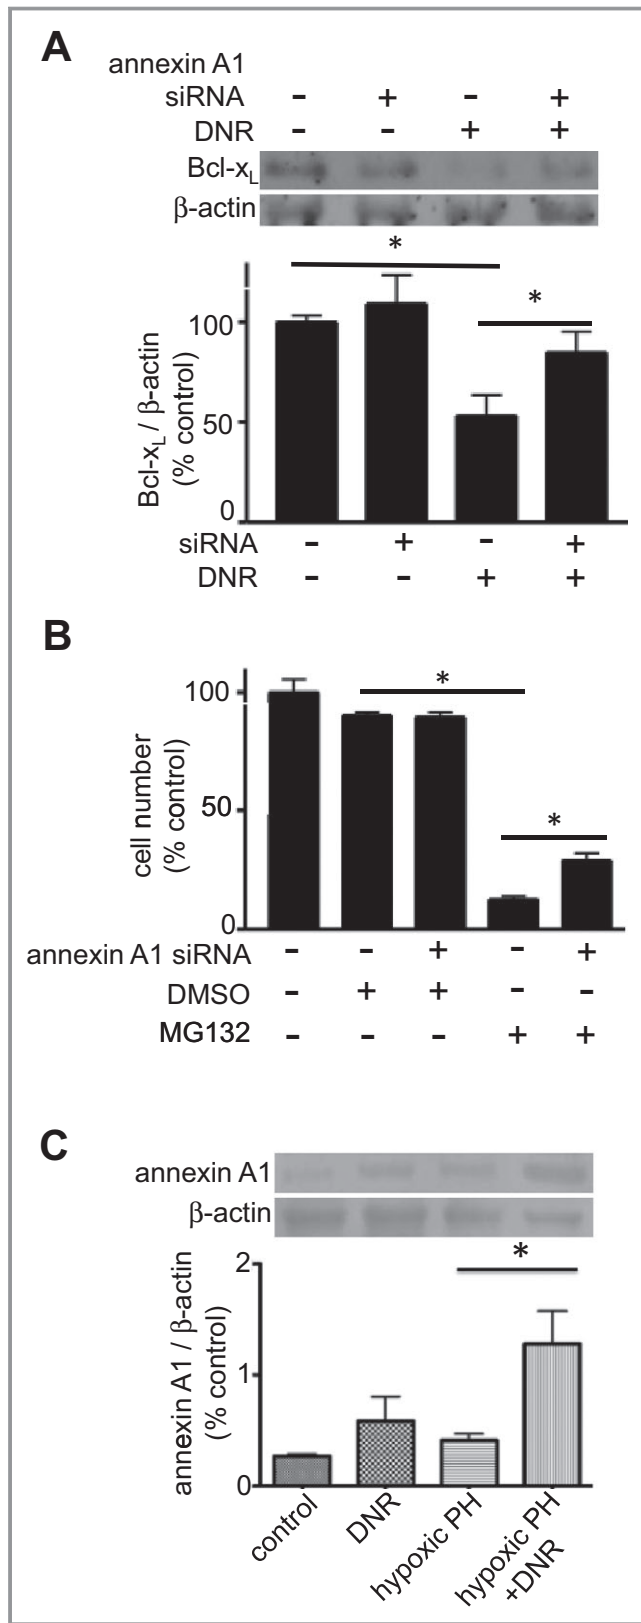 A
annexin A1
siRNA - + - +
DNR - - + +
Bcl-xL
β-actin
*
*
100
50
0
Bcl-xL / β-actin
(% control)
siRNA - + - +
DNR - - + +
B
*
*
100
50
0
cell number
(% control)
annexin A1 siRNA - - + - +
DMSO - + + - -
MG132 - - - + +
C
annexin A1
β-actin
*
2
1
0
annexin A1 / β-actin
(% control)
control
DNR
hypoxic PH
hypoxic PH
+DNR